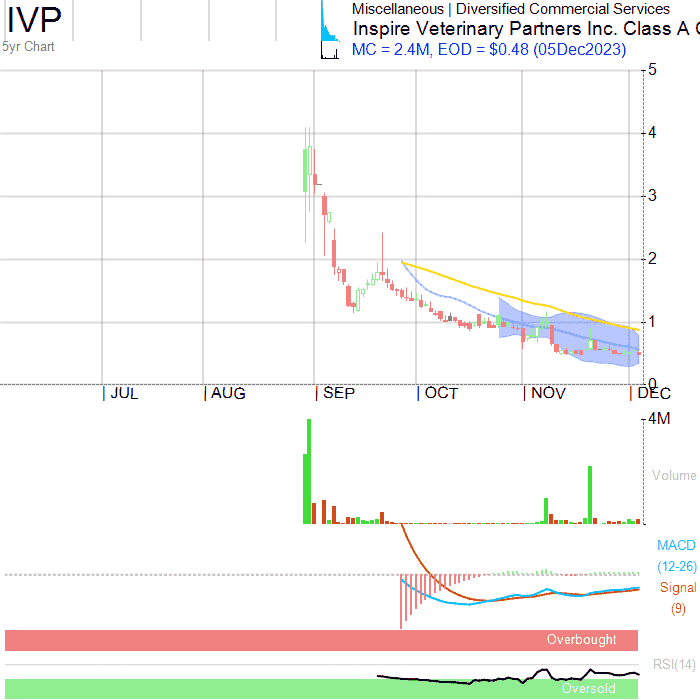 IVP
5yr Chart
Miscellaneous | Diversified Commercial Services
Inspire Veterinary Partners Inc. Class A
MC = 2.4M, EOD = $0.48 (05Dec2023)
5
4
3
2
1
0
JUL AUG SEP OCT NOV DEC
4M
Volume
MACD
(12-26)
Signal
(9)
Overbought
RSI(14)
Oversold